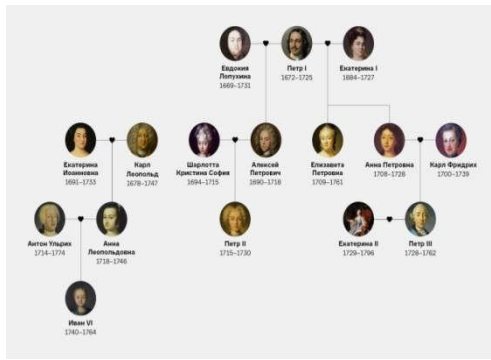 Евдокия
Лопухина
1669–1731
Петр I
1672–1725
Екатерина I
1684–1727
Екатерина
Иоанновна
1691–1733
Карл
Леопольд
1678–1747
Шарлотта
Кристина София
1694–1715
Алексей
Петрович
1690–1718
Елизавета
Петровна
1709–1761
Анна Петровна
1708–1728
Карл Фридрих
1700–1739
Антон Ульрих
1714–1774
Анна
Леопольдовна
1718–1746
Петр II
1715–1730
Екатерина II
1729–1796
Петр III
1728–1762
Иван VI
1740–1764